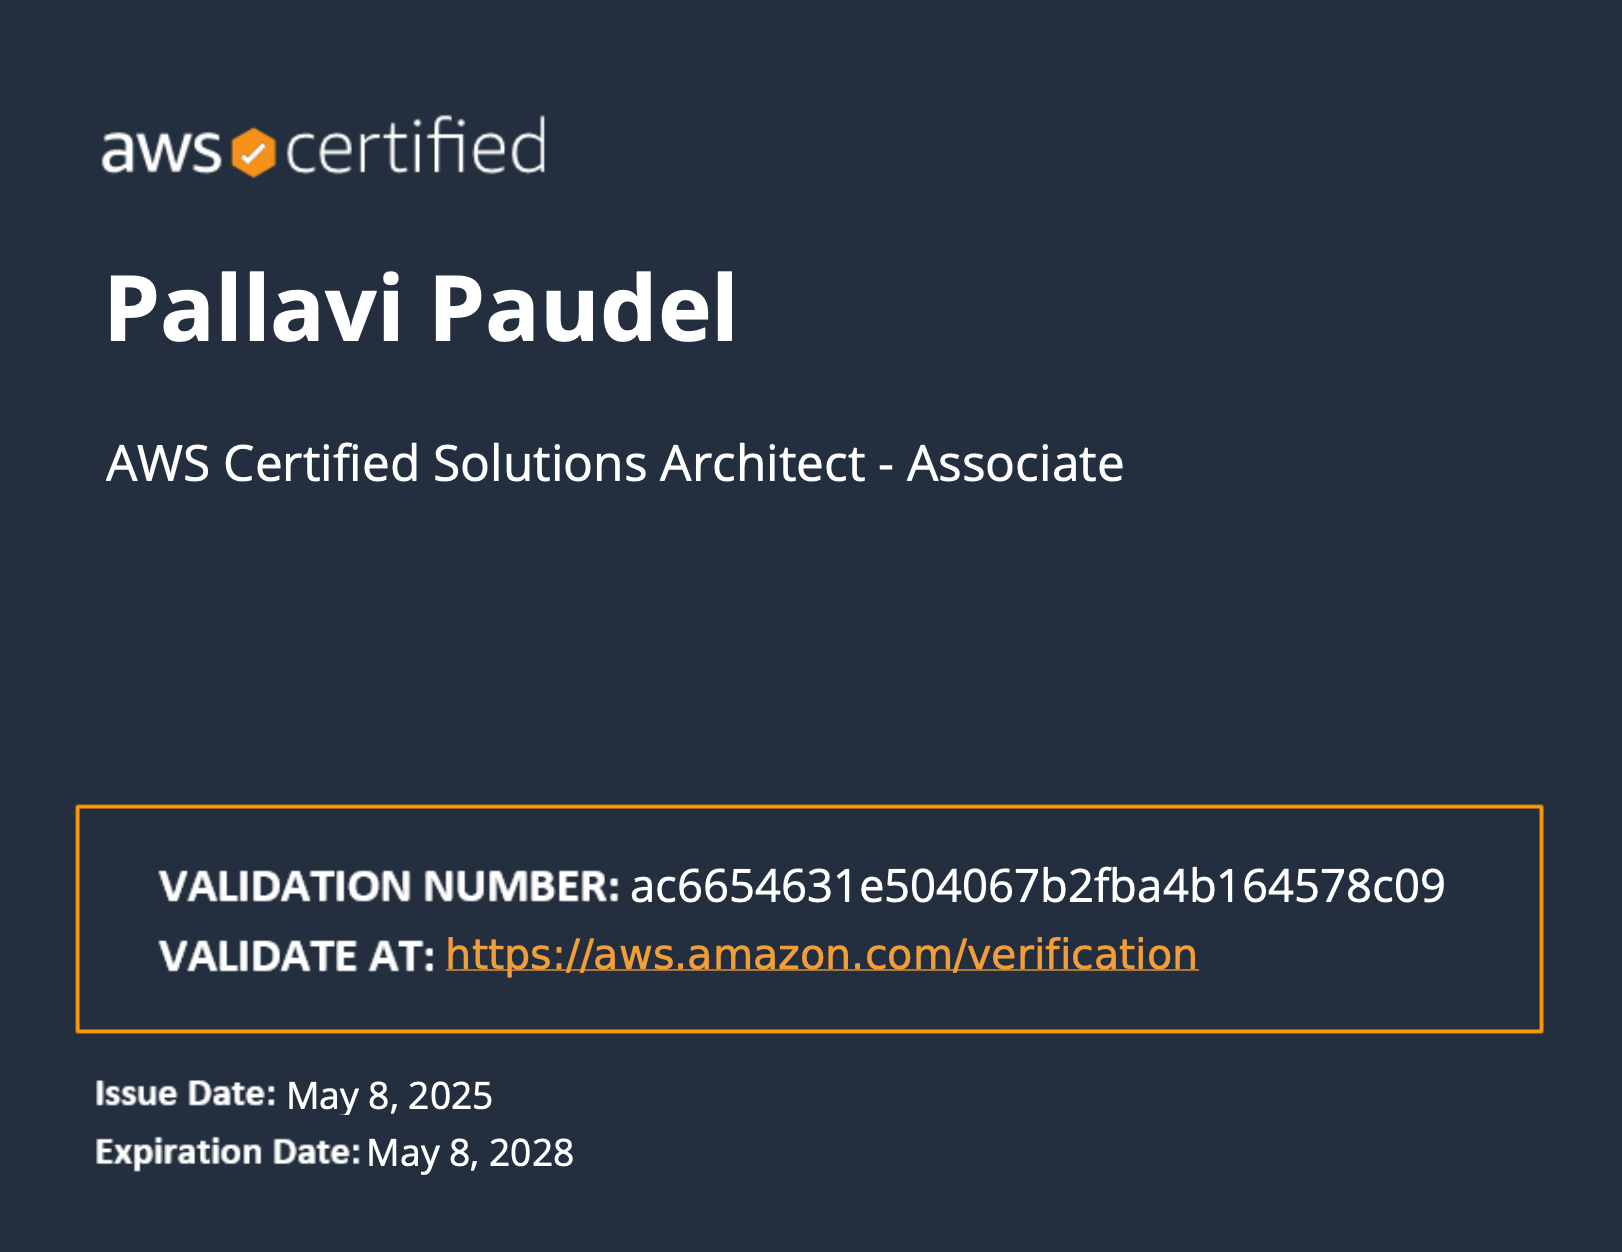 aws certified
Pallavi Paudel
AWS Certified Solutions Architect - Associate
VALIDATION NUMBER: ac6654631e504067b2fba4b164578c09
VALIDATE AT: https://aws.amazon.com/verification
Issue Date: May 8, 2025
Expiration Date: May 8, 2028